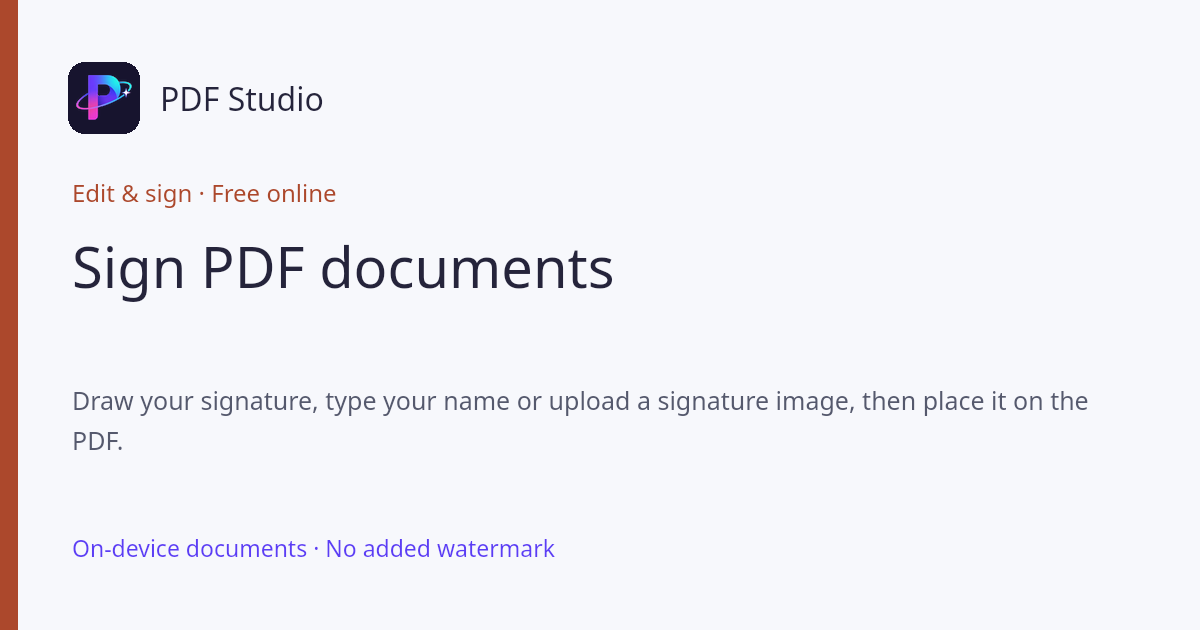 PDF Studio
Edit & sign · Free online
Sign PDF documents
Draw your signature, type your name or upload a signature image, then place it on the
PDF.
On-device documents · No added watermark